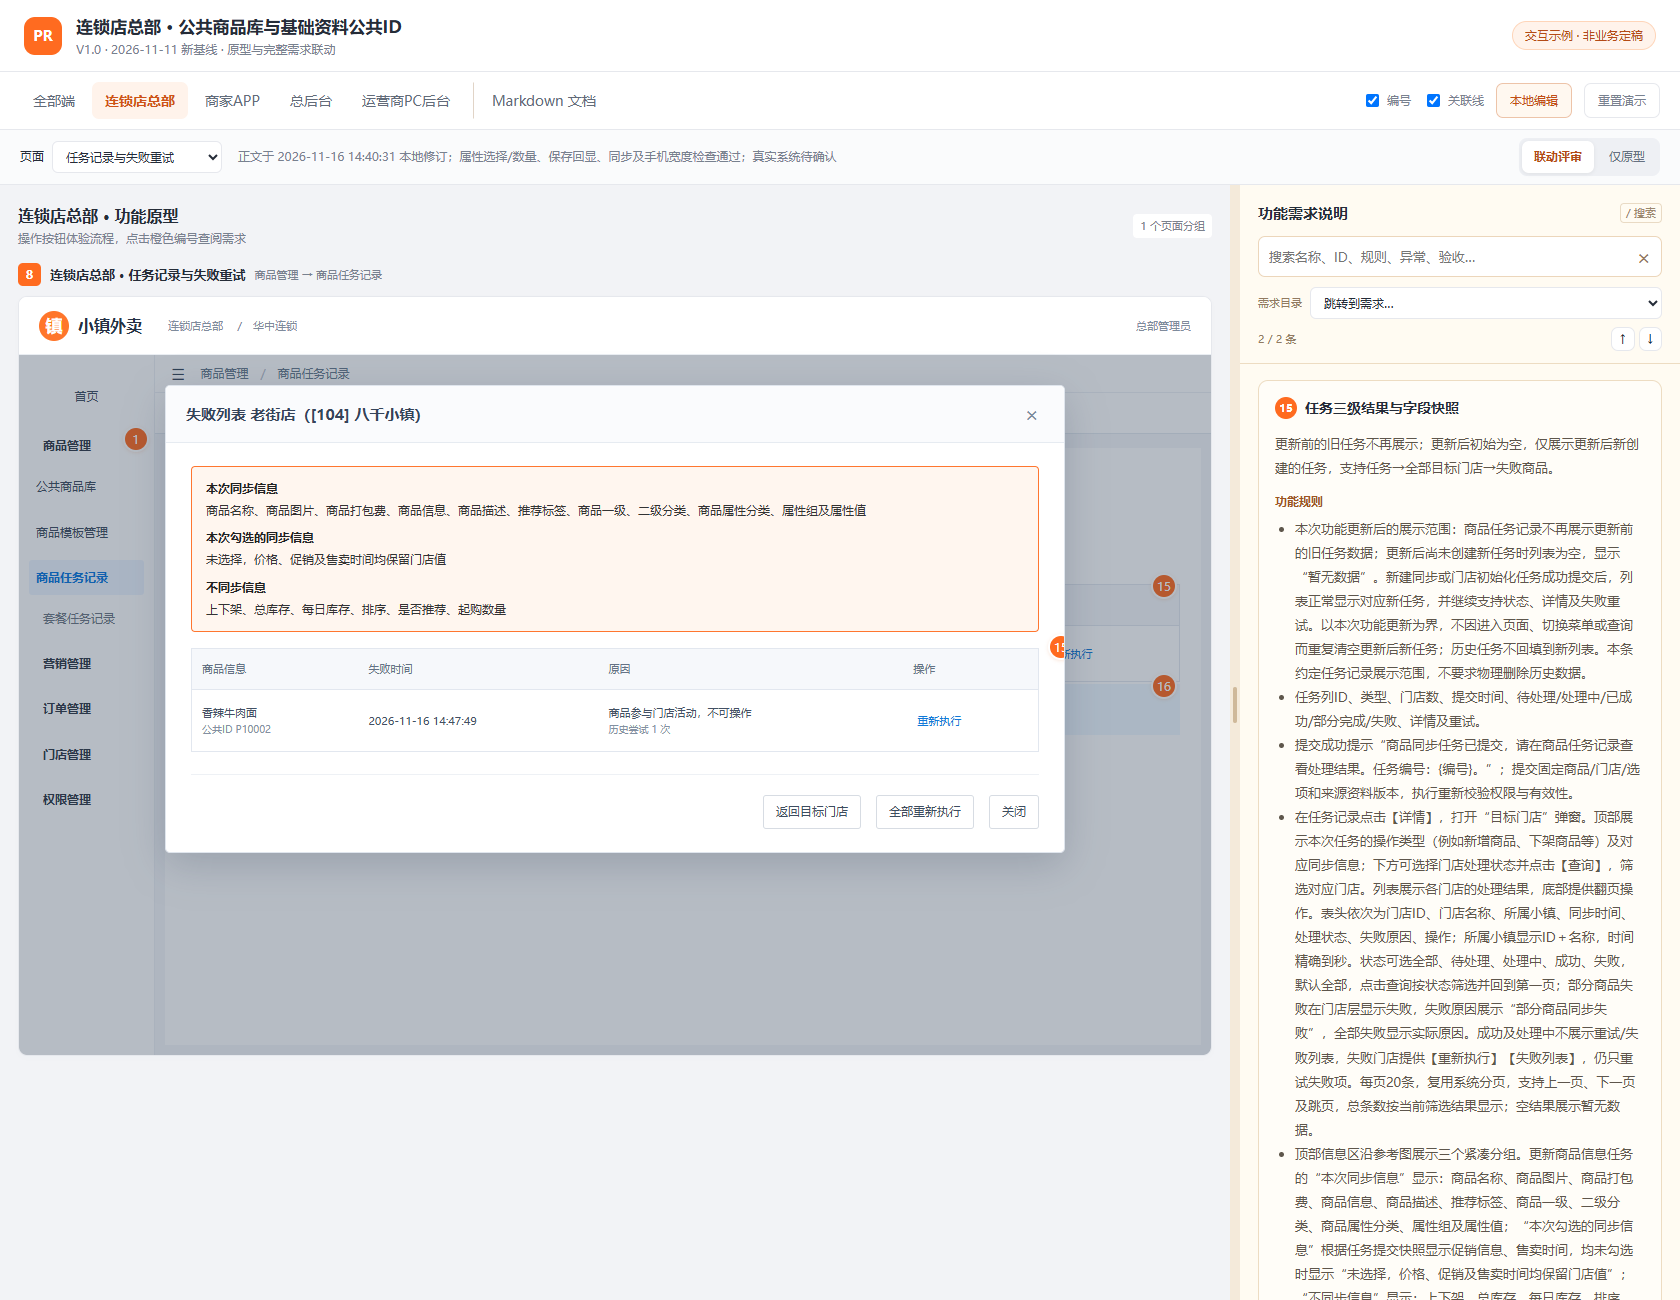 PR
连锁店总部 • 公共商品库与基础资料公共ID
V1.0 · 2026-11-11 新基线 · 原型与完整需求联动
交互示例 · 非业务定稿
全部端 连锁店总部 商家APP 总后台 运营商PC后台 Markdown 文档
编号 关联线 本地编辑 重置演示
页面 任务记录与失败重试 正文于 2026-11-16 14:40:31 本地修订；属性选择/数量、保存回显、同步及手机宽度检查通过；真实系统待确认
联动评审 仅原型
连锁店总部 • 功能原型
操作按钮体验流程，点击橙色编号查阅需求
1 个页面分组
8 连锁店总部 • 任务记录与失败重试 商品管理 → 商品任务记录
镇 小镇外卖 连锁店总部 / 华中连锁 总部管理员
首页
商品管理 1
公共商品库
商品模板管理
商品任务记录
套餐任务记录
营销管理
订单管理
门店管理
权限管理
☰ 商品管理 / 商品任务记录
失败列表 老街店（[104] 八千小镇） ×
本次同步信息
商品名称、商品图片、商品打包费、商品信息、商品描述、推荐标签、商品一级、二级分类、商品属性分类、属性组及属性值
本次勾选的同步信息
未选择，价格、促销及售卖时间均保留门店值
不同步信息
上下架、总库存、每日库存、排序、是否推荐、起购数量
15
新执行
16
商品信息 失败时间 原因 操作
香辣牛肉面
公共ID P10002
2026-11-16 14:47:49
商品参与门店活动，不可操作
历史尝试 1 次
重新执行
返回目标门店 全部重新执行 关闭
功能需求说明 / 搜索
搜索名称、ID、规则、异常、验收... ×
需求目录 跳转到需求...
2 / 2 条 ↑ ↓
15 任务三级结果与字段快照
更新前的旧任务不再展示；更新后初始为空，仅展示更新后新创
建的任务，支持任务→全部目标门店→失败商品。
功能规则
• 本次功能更新后的展示范围：商品任务记录不再展示更新前
的旧任务数据；更新后尚未创建新任务时列表为空，显示
“暂无数据”。新建同步或门店初始化任务成功提交后，列
表正常显示对应新任务，并继续支持状态、详情及失败重
试。以本次功能更新为界，不因进入页面、切换菜单或查询
而重复清空更新后新任务；历史任务不回填到新列表。本条
约定任务记录展示范围，不要求物理删除历史数据。
• 任务列ID、类型、门店数、提交时间、待处理/处理中/已成
功/部分完成/失败、详情及重试。
• 提交成功提示“商品同步任务已提交，请在商品任务记录查
看处理结果。任务编号：{编号}。”；提交固定商品/门店/选
项和来源资料版本，执行重新校验权限与有效性。
• 在任务记录点击【详情】，打开“目标门店”弹窗。顶部展
示本次任务的操作类型（例如新增商品、下架商品等）及对
应同步信息；下方可选择门店处理状态并点击【查询】，筛
选对应门店。列表展示各门店的处理结果，底部提供翻页操
作。表头依次为门店ID、门店名称、所属小镇、同步时间、
处理状态、失败原因、操作；所属小镇显示ID＋名称，时间
精确到秒。状态可选全部、待处理、处理中、成功、失败，
默认全部，点击查询按状态筛选并回到第一页；部分商品失
败在门店层显示失败，失败原因展示“部分商品同步失
败”，全部失败显示实际原因。成功及处理中不展示重试/失
败列表，失败门店提供【重新执行】【失败列表】，仍只重
试失败项。每页20条，复用系统分页，支持上一页、下一页
及跳页，总条数按当前筛选结果显示；空结果展示暂无数
据。
• 顶部信息区沿参考图展示三个紧凑分组。更新商品信息任务
的“本次同步信息”显示：商品名称、商品图片、商品打包
费、商品信息、商品描述、推荐标签、商品一级、二级分
类、商品属性分类、属性组及属性值；“本次勾选的同步信
息”根据任务提交快照显示促销信息、售卖时间，均未勾选
时显示“未选择，价格、促销及售卖时间均保留门店值”；
“不同步信息”显示：上下架、总库存、每日库存、排序、